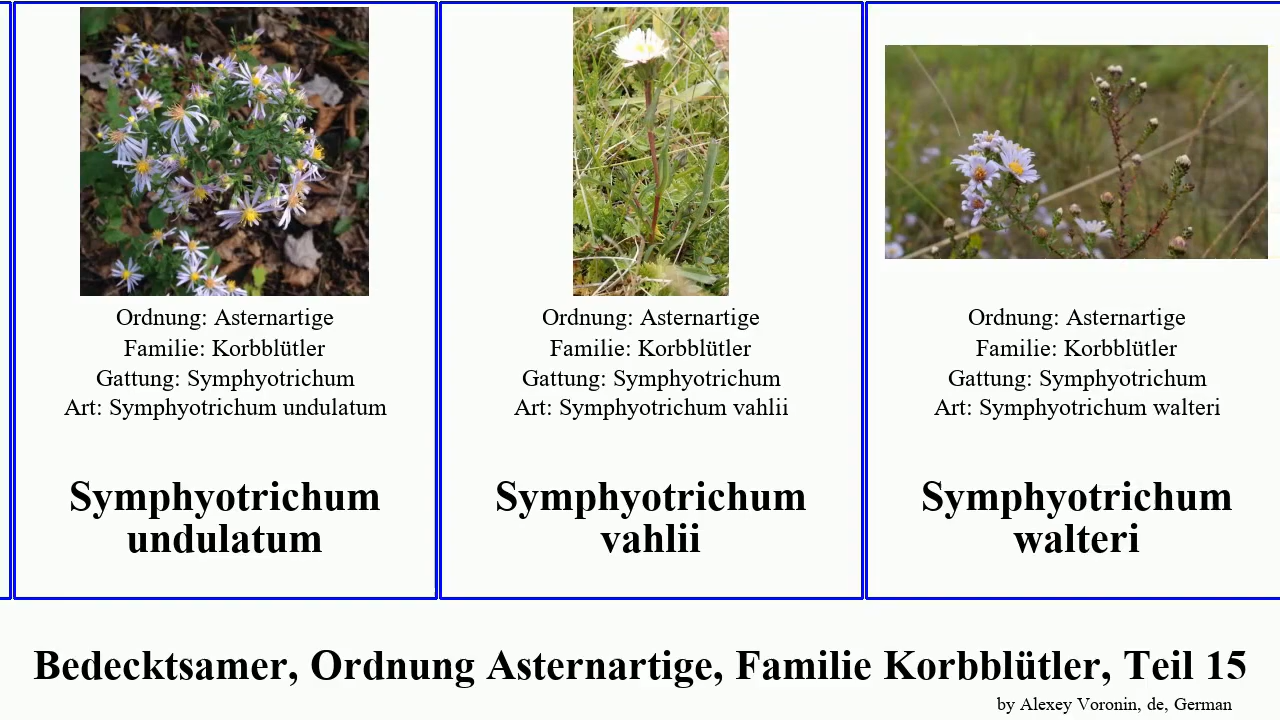 Ordnung: Asternartige
Familie: Korbblütler
Gattung: Symphyotrichum
Art: Symphyotrichum undulatum
Symphyotrichum
undulatum
Ordnung: Asternartige
Familie: Korbblütler
Gattung: Symphyotrichum
Art: Symphyotrichum vahlii
Symphyotrichum
vahlii
Ordnung: Asternartige
Familie: Korbblütler
Gattung: Symphyotrichum
Art: Symphyotrichum walteri
Symphyotrichum
walteri
Bedecktsamer, Ordnung Asternartige, Familie Korbblütler, Teil 15
by Alexey Voronin, de, German